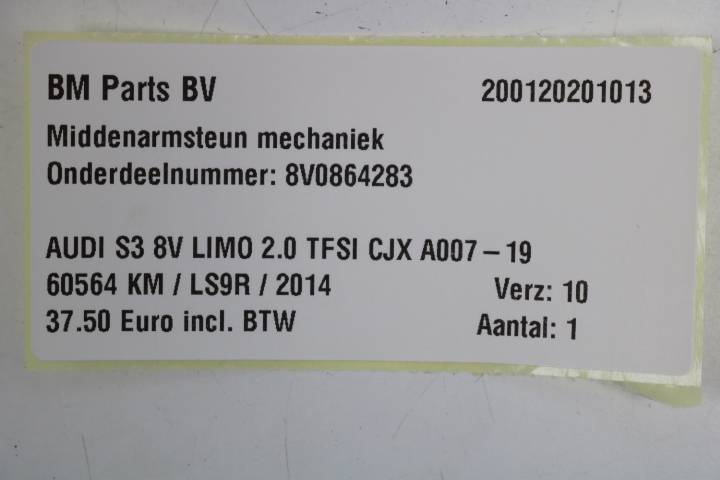 BM Parts BV 200120201013
Middenarmsteun mechaniek
Onderdeelnummer: 8V0864283
AUDI S3 8V LIMO 2.0 TFSI CJX A007 – 19
60564 KM / LS9R / 2014 Verz: 10
37.50 Euro incl. BTW Aantal: 1